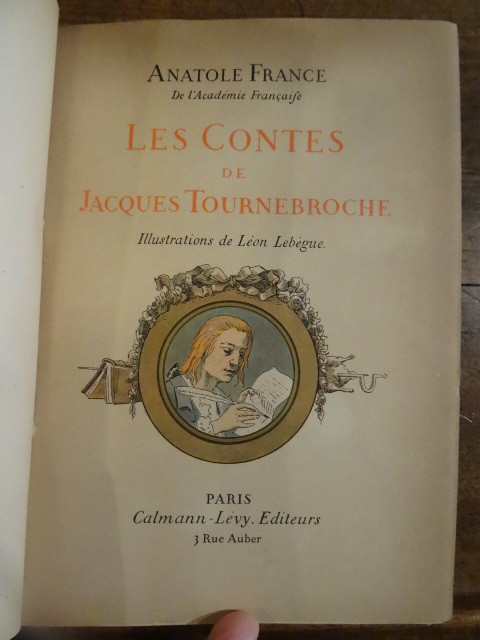 ANATOLE FRANCE
De l'Académie Françaiſe
LES CONTES
DE
JACQUES TOURNEBROCHE
Illustrations de Léon Lebègue.
PARIS
Calmann-Lévy, Editeurs
3 Rue Auber